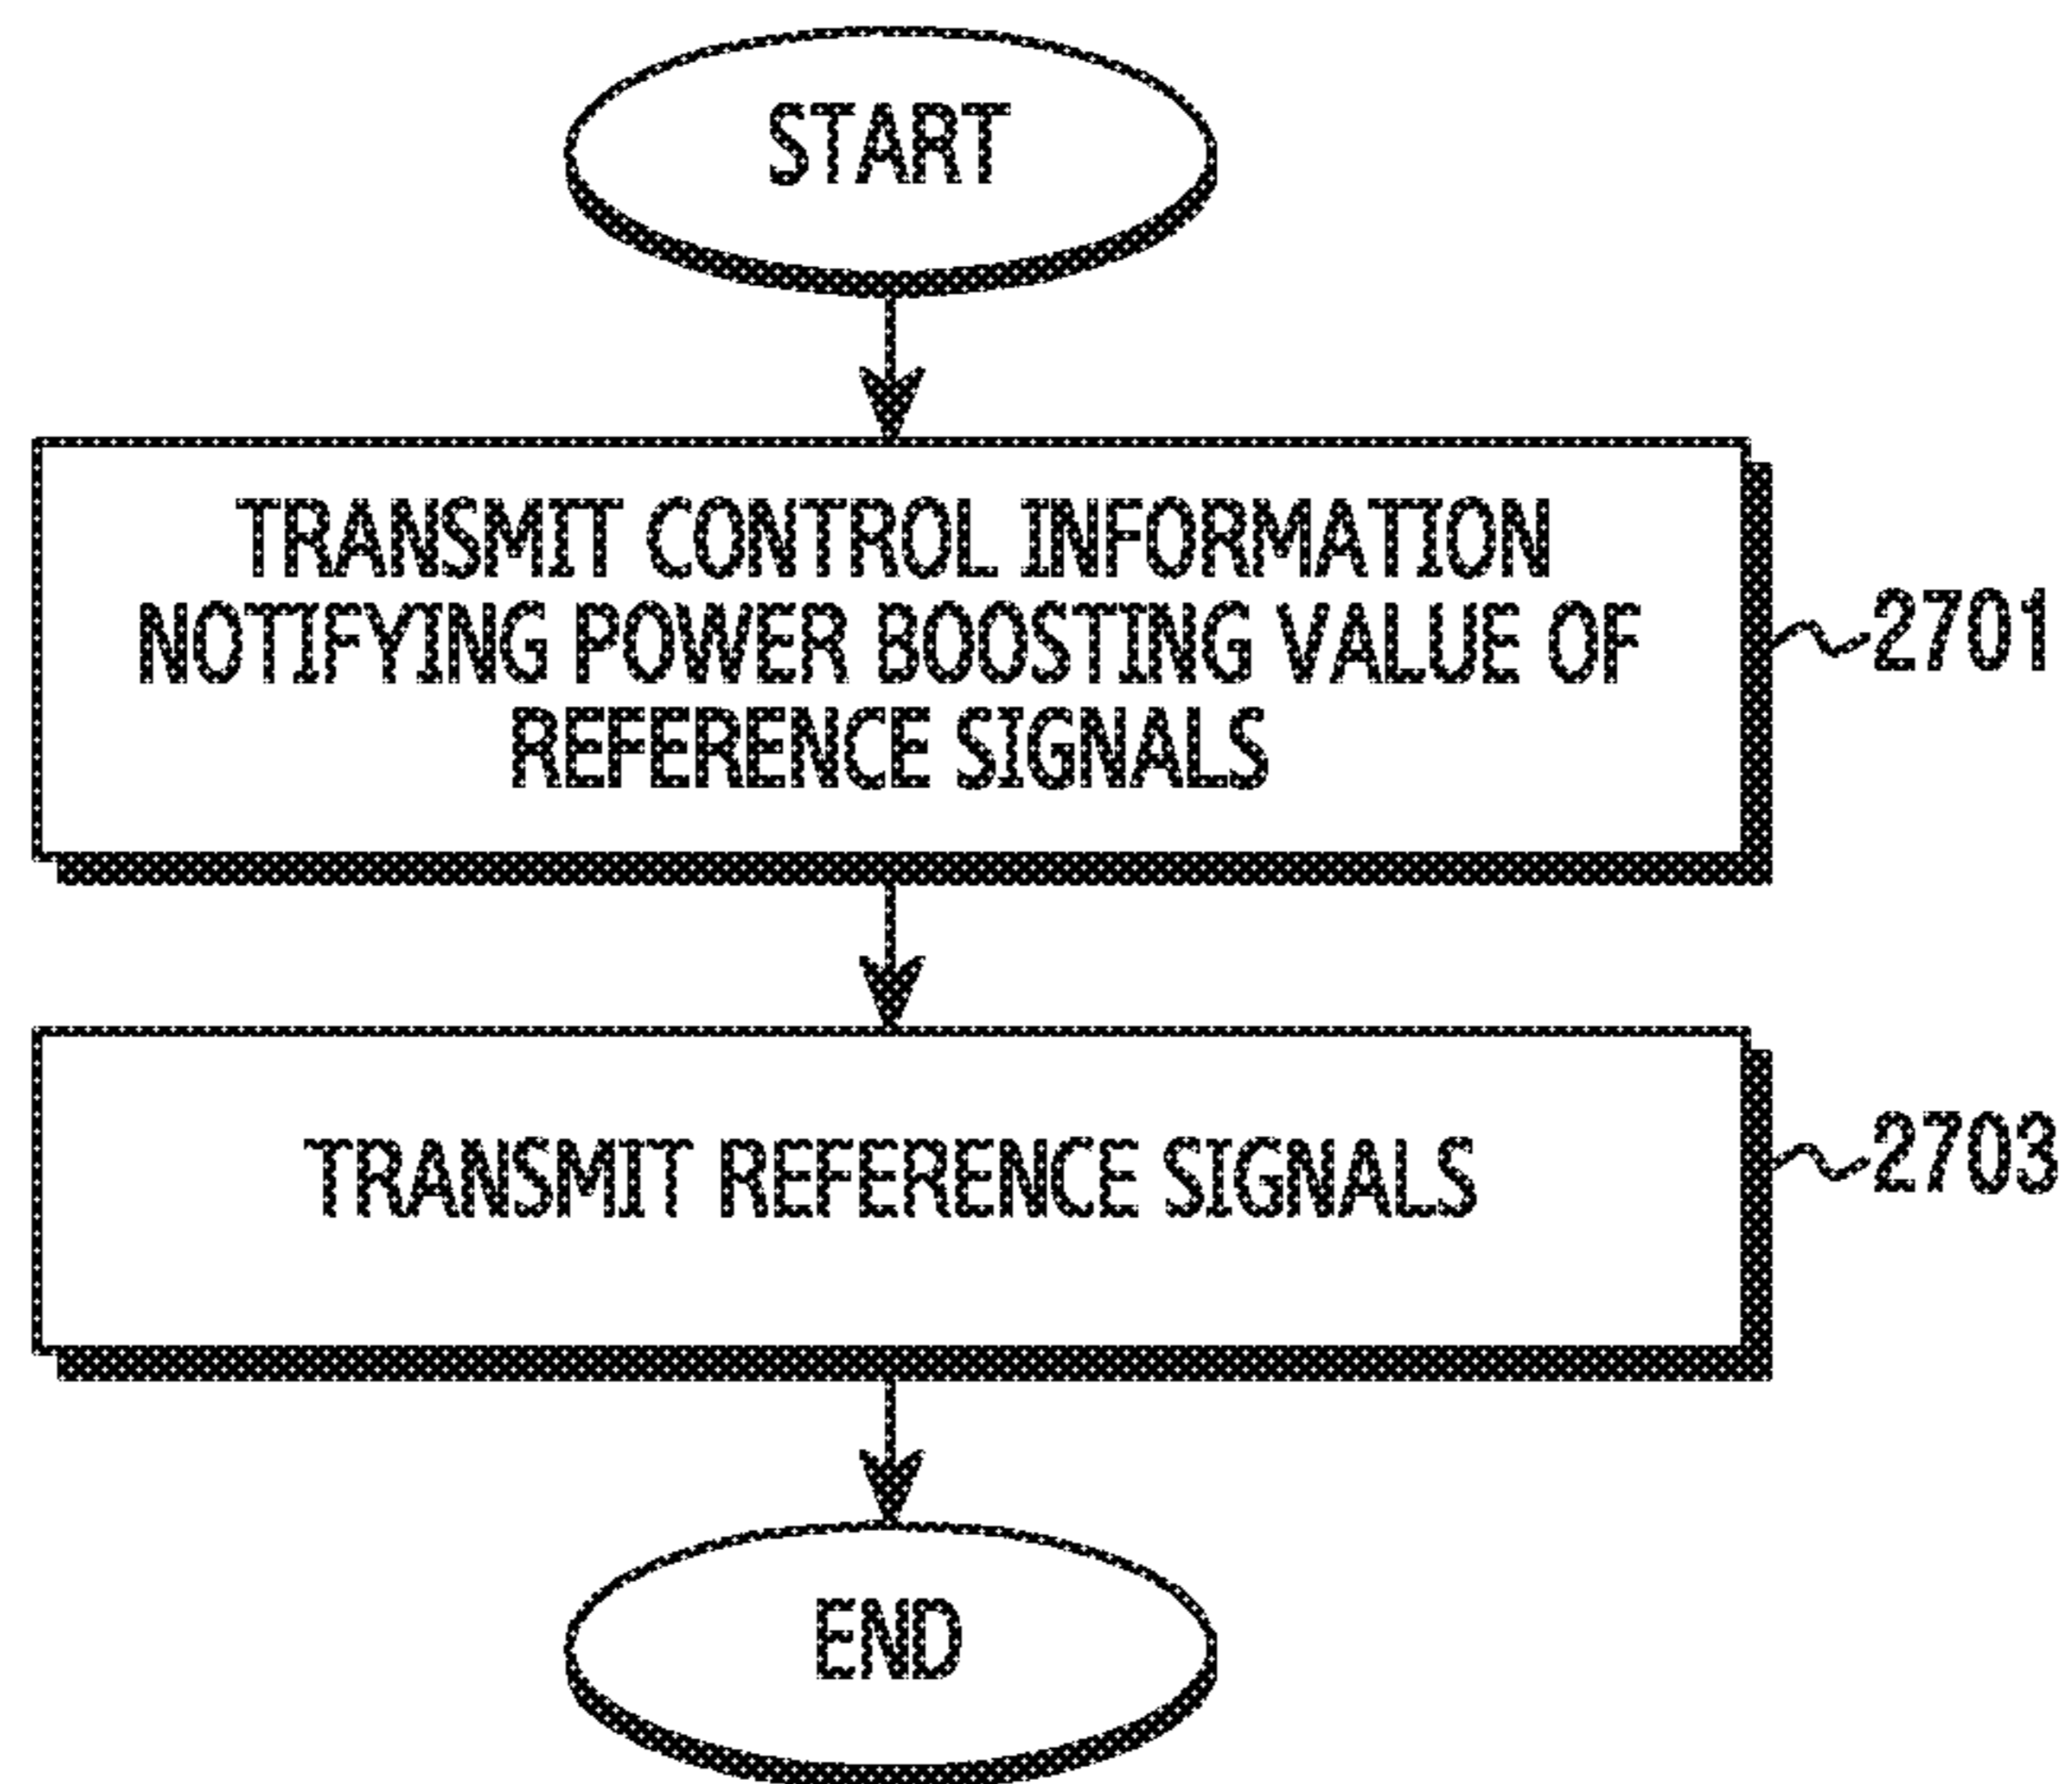 START
TRANSMIT CONTROL INFORMATION
NOTIFYING POWER BOOSTING VALUE OF
REFERENCE SIGNALS
2701
TRANSMIT REFERENCE SIGNALS
2703
END